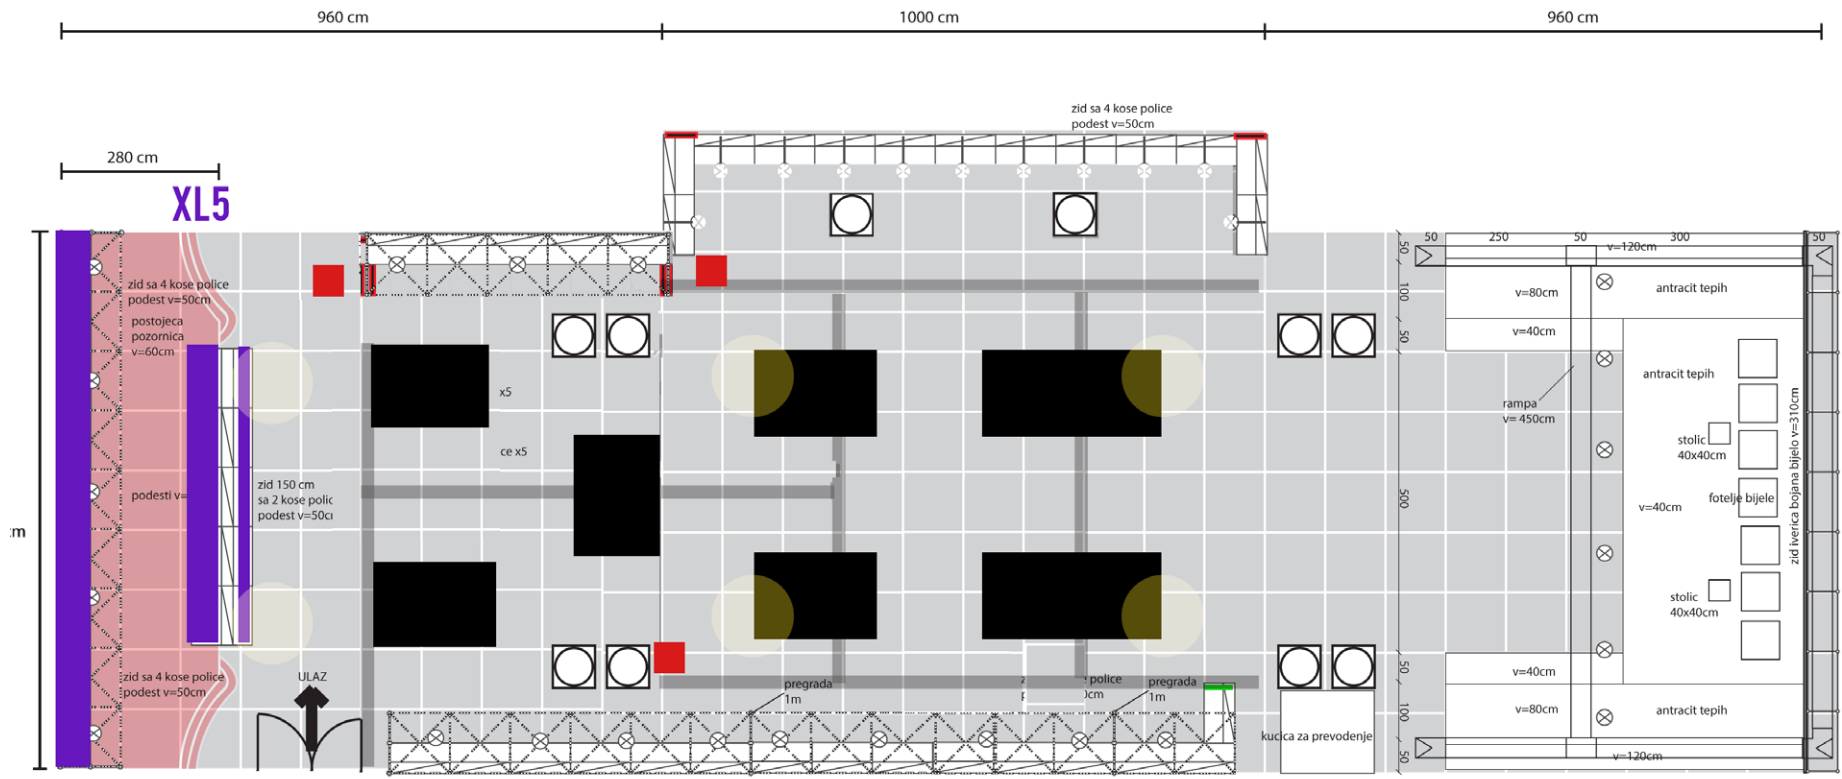 960 cm
1000 cm
960 cm
280 cm
XL5
zid sa 4 kose police
podest v=50cm
cm
zid sa 4 kose police
podest v=50cm
postojeca
pozornica
v=60cm
podesti v=
zid 150 cm
sa 2 kose polic
podest v=50c
zid sa 4 kose police
podest v=50cm
ULAZ
x5
ce x5
pregrada
1m
police
0cm
pregrada
1m
kucica za prevodenje
50
100
50
500
50
100
50
50
250
50
300
50
v=120cm
v=80cm
antracit tepih
v=40cm
antracit tepih
rampa
v= 450cm
stolic
40x40cm
fotelje bijele
v=40cm
zid iverica bojana bijelo v=310cm
stolic
40x40cm
v=40cm
v=80cm
antracit tepih
v=120cm